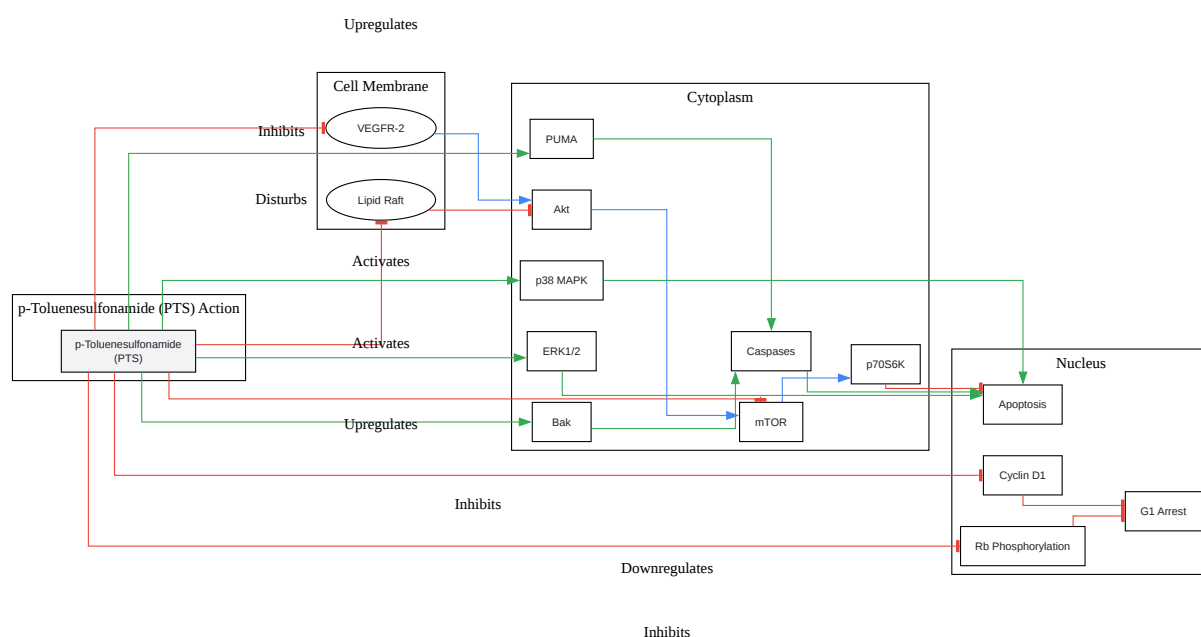 Upregulates
Cell Membrane
Cytoplasm
VEGFR-2
Inhibits
PUMA
Disturbs
Lipid Raft
Akt
Activates
p38 MAPK
p-Toluenesulfonamide (PTS) Action
p-Toluenesulfonamide
(PTS)
Activates
ERK1/2
Caspases
p70S6K
Nucleus
Apoptosis
Upregulates
Bak
mTOR
Cyclin D1
Inhibits
G1 Arrest
Rb Phosphorylation
Downregulates
Inhibits